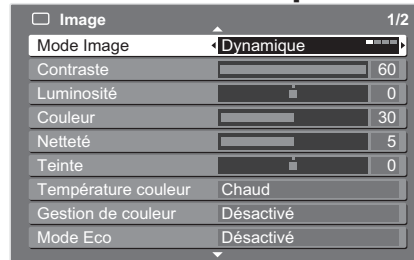 Image 1/2
Mode Image Dynamique
Contraste 60
Luminosité 0
Couleur 30
Netteté 5
Teinte 0
Température couleur Chaud
Gestion de couleur Désactivé
Mode Eco Désactivé